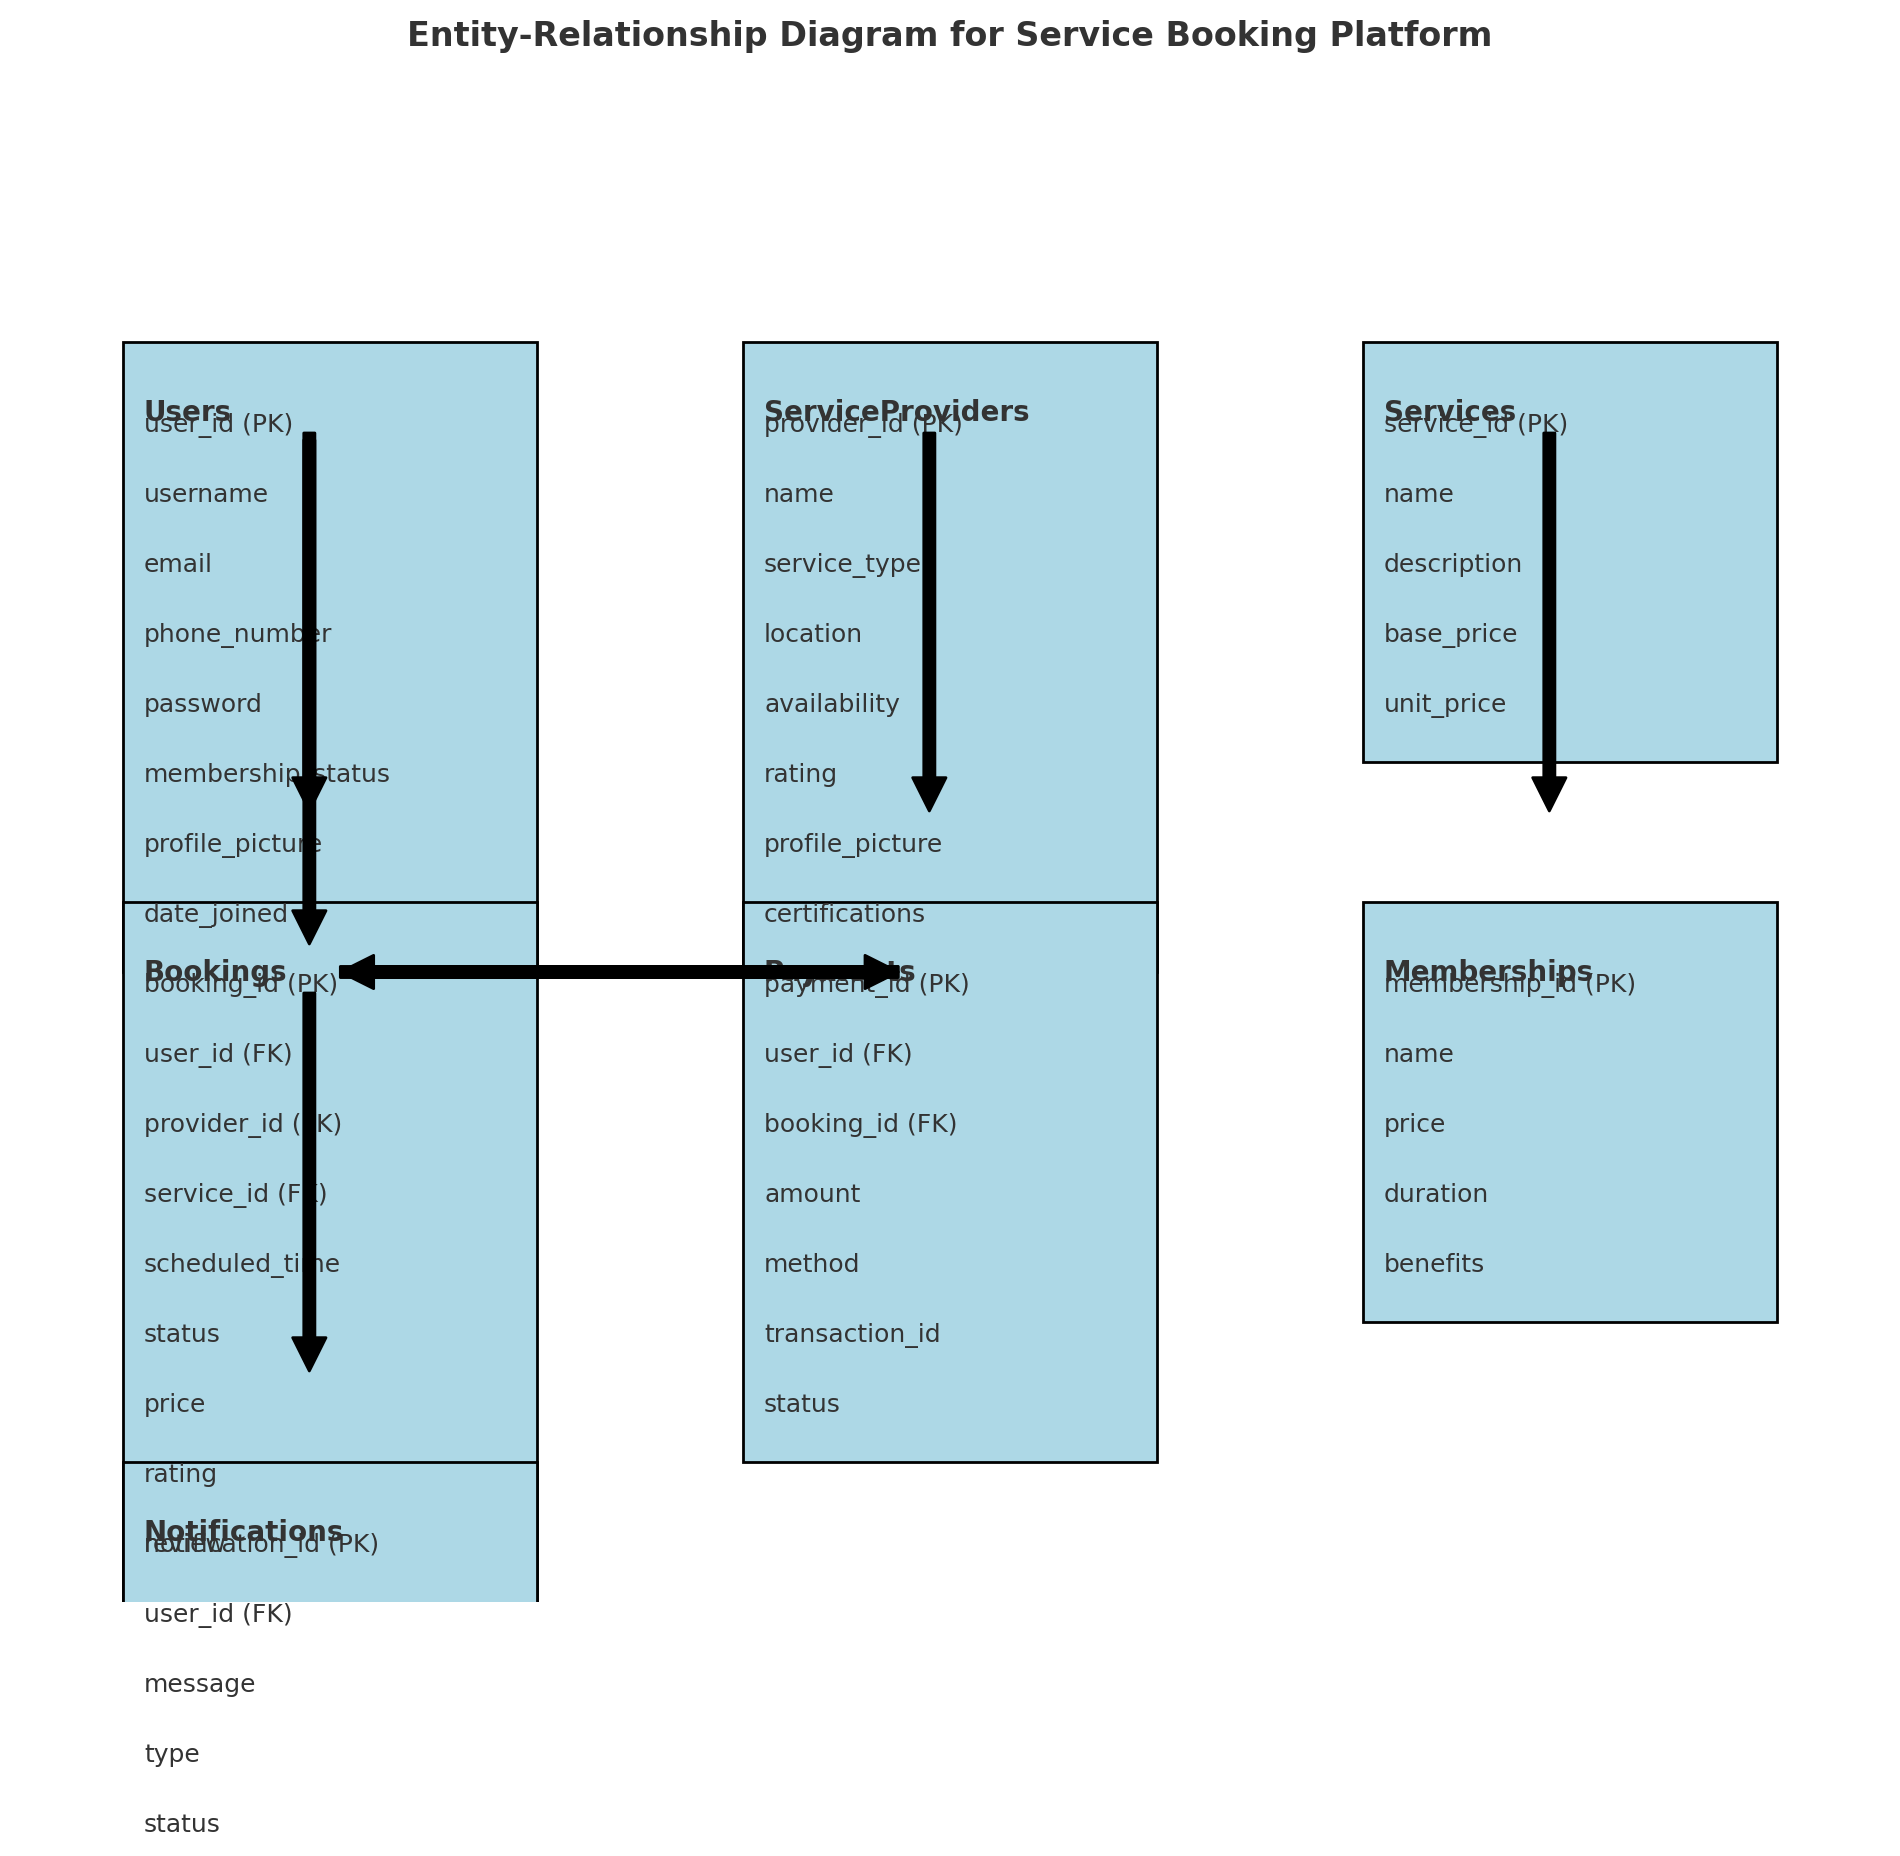 Entity-Relationship Diagram for Service Booking Platform
Users
user_id (PK)
username
email
phone_number
password
membership_status
profile_picture
date_joined
ServiceProviders
provider_id (PK)
name
service_type
location
availability
rating
profile_picture
certifications
Services
service_id (PK)
name
description
base_price
unit_price
Bookings
booking_id (PK)
user_id (FK)
provider_id (FK)
service_id (FK)
scheduled_time
status
price
rating
review
Payments
payment_id (PK)
user_id (FK)
booking_id (FK)
amount
method
transaction_id
status
Memberships
membership_id (PK)
name
price
duration
benefits
Notifications
notification_id (PK)
user_id (FK)
message
type
status